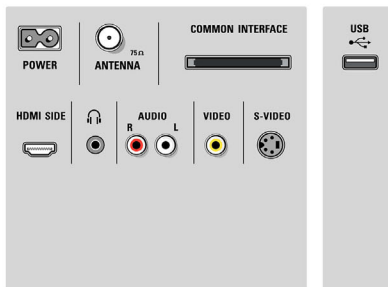 COMMON INTERFACE
75Ω
POWER
ANTENNA
USB
HDMI SIDE
AUDIO
VIDEO
S-VIDEO
R
L